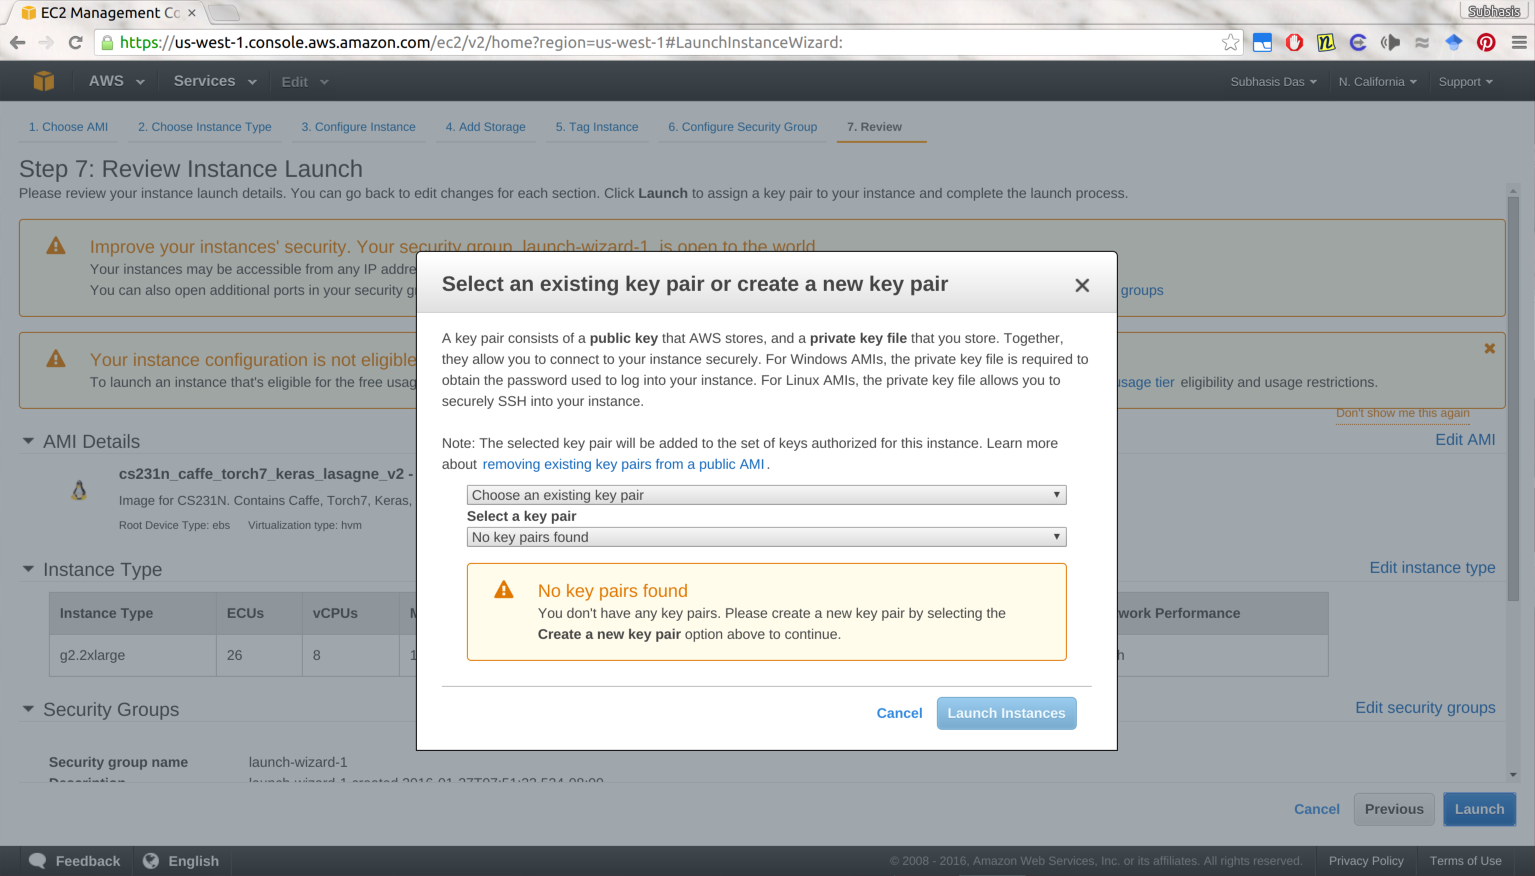 EC2 Management Co
Subhasis
https://us-west-1.console.aws.amazon.com/ec2/v2/home?region=us-west-1#LaunchInstanceWizard:
AWS Services Edit Subhasis Das N. California Support
1. Choose AMI 2. Choose Instance Type 3. Configure Instance 4. Add Storage 5. Tag Instance 6. Configure Security Group 7. Review
Step 7: Review Instance Launch
Please review your instance launch details. You can go back to edit changes for each section. Click Launch to assign a key pair to your instance and complete the launch process.
Improve your instances' security. Your security group, launch-wizard-1, is open to the world.
Your instances may be accessible from any IP addre
You can also open additional ports in your security g groups
Your instance configuration is not eligible
To launch an instance that's eligible for the free usag usage tier eligibility and usage restrictions.
Don't show me this again
Select an existing key pair or create a new key pair
A key pair consists of a public key that AWS stores, and a private key file that you store. Together,
they allow you to connect to your instance securely. For Windows AMIs, the private key file is required to
obtain the password used to log into your instance. For Linux AMIs, the private key file allows you to
securely SSH into your instance.
Note: The selected key pair will be added to the set of keys authorized for this instance. Learn more
about removing existing key pairs from a public AMI.
Choose an existing key pair
Select a key pair
No key pairs found
No key pairs found
You don't have any key pairs. Please create a new key pair by selecting the
Create a new key pair option above to continue.
Cancel Launch Instances
AMI Details Edit AMI
cs231n_caffe_torch7_keras_lasagne_v2 -
Image for CS231N. Contains Caffe, Torch7, Keras,
Root Device Type: ebs Virtualization type: hvm
Instance Type Edit instance type
Instance Type ECUs vCPUs M work Performance
g2.2xlarge 26 8 1 h
Security Groups Edit security groups
Security group name launch-wizard-1
Description launch-wizard-1 created 2016-01-27T07:51:22.524-08:00
Cancel Previous Launch
Feedback English © 2008 - 2016, Amazon Web Services, Inc. or its affiliates. All rights reserved. Privacy Policy Terms of Use